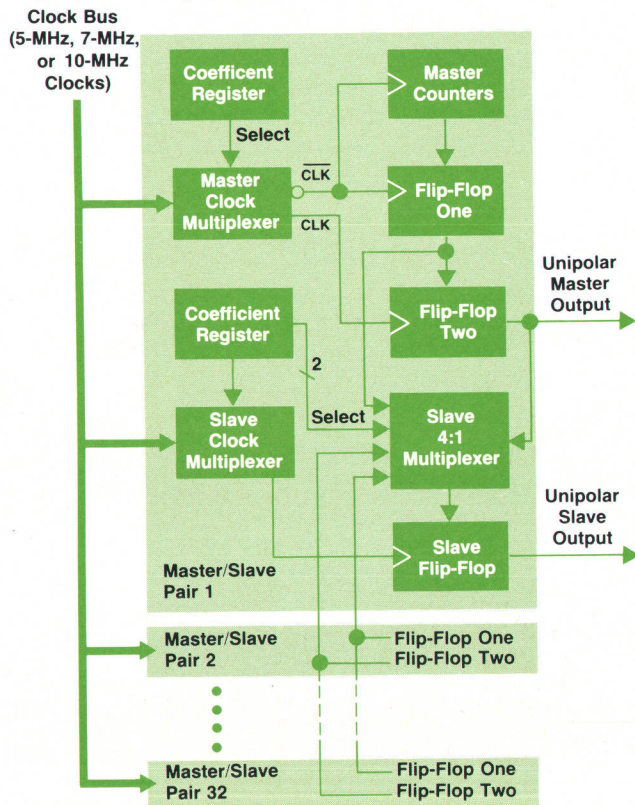 Clock Bus
(5-MHz, 7-MHz,
or 10-MHz
Clocks)
Coefficent
Register
Select
Master
Clock
Multiplexer
CLK
CLK
Master
Counters
Flip-Flop
One
Flip-Flop
Two
Unipolar
Master
Output
Coefficient
Register
2
Select
Slave
Clock
Multiplexer
Slave
4:1
Multiplexer
Slave
Flip-Flop
Unipolar
Slave
Output
Master/Slave
Pair 1
Master/Slave
Pair 2
Flip-Flop One
Flip-Flop Two
Master/Slave
Pair 32
Flip-Flop One
Flip-Flop Two